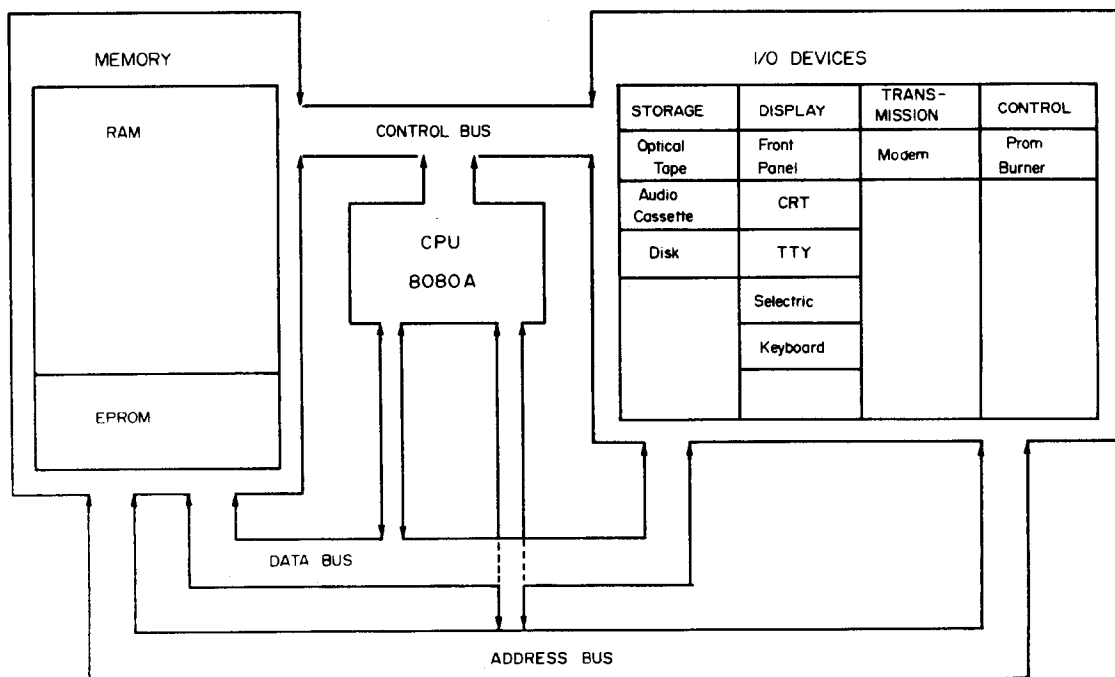 MEMORY
RAM
EPROM
CONTROL BUS
CPU
8080A
I/O DEVICES
STORAGE DISPLAY TRANS-
MISSION CONTROL
Optical
Tape
Front
Panel
Modem
Prom
Burner
Audio
Cassette
CRT
Disk
TTY
Selectric
Keyboard
DATA BUS
ADDRESS BUS